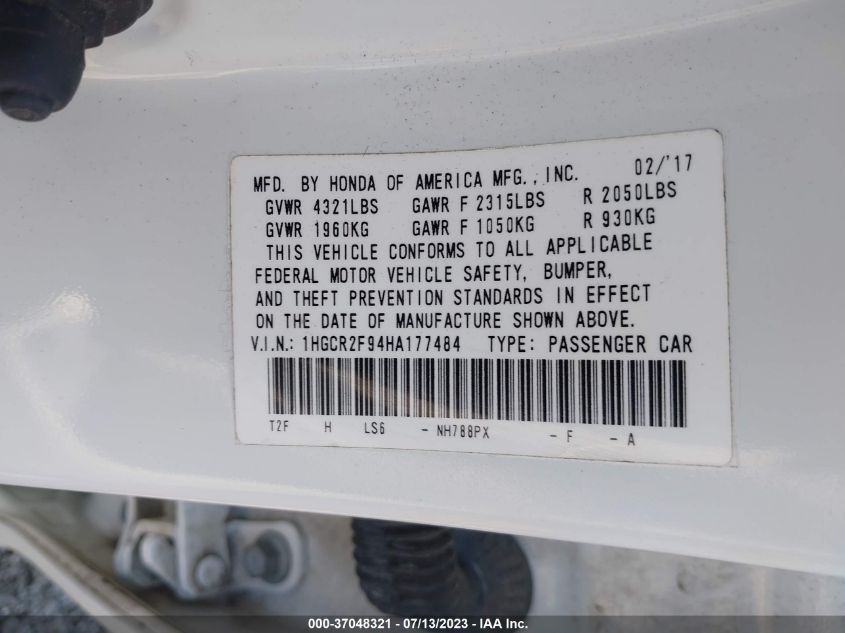 MFD. BY HONDA OF AMERICA MFG., INC. 02/'17
GVWR 4321LBS GAWR F 2315LBS R 2050LBS
GVWR 1960KG GAWR F 1050KG R 930KG
THIS VEHICLE CONFORMS TO ALL APPLICABLE
FEDERAL MOTOR VEHICLE SAFETY, BUMPER,
AND THEFT PREVENTION STANDARDS IN EFFECT
ON THE DATE OF MANUFACTURE SHOWN ABOVE.
V.I.N.: 1HGCR2F94HA177484 TYPE: PASSENGER CAR
T2F H LS6 - NH788PX - F - A
000-37048321 - 07/13/2023 - IAA Inc.